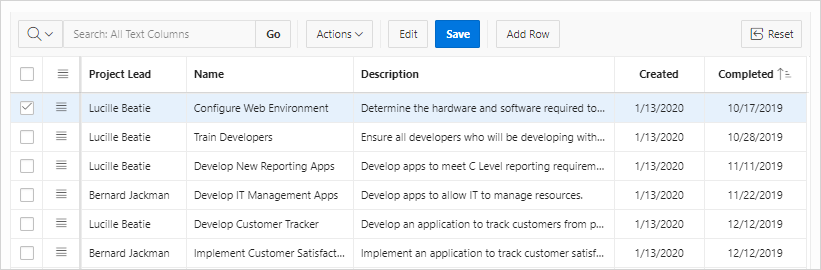 Search: All Text Columns Go Actions Edit Save Add Row Reset
Project Lead Name Description Created Completed
Lucille Beatie Configure Web Environment Determine the hardware and software required to... 1/13/2020 10/17/2019
Lucille Beatie Train Developers Ensure all developers who will be developing with... 1/13/2020 10/28/2019
Lucille Beatie Develop New Reporting Apps Develop apps to meet C Level reporting requirem... 1/13/2020 11/11/2019
Bernard Jackman Develop IT Management Apps Develop apps to allow IT to manage resources. 1/13/2020 11/22/2019
Lucille Beatie Develop Customer Tracker Develop an application to track customers from p... 1/13/2020 12/12/2019
Bernard Jackman Implement Customer Satisfact... Implement an application to track customer satisf... 1/13/2020 12/12/2019